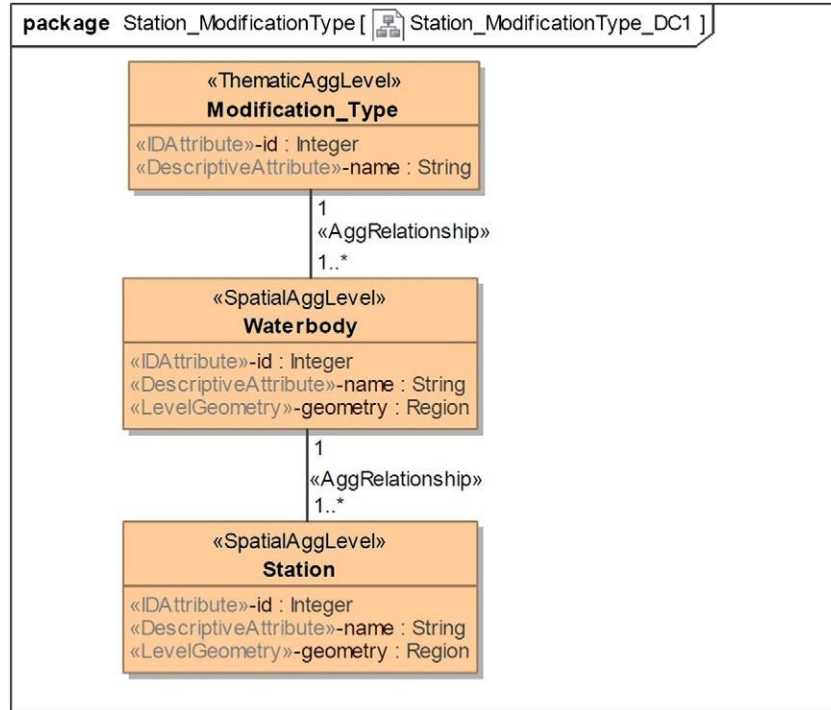 package Station_ModificationType [ Station_ModificationType_DC1 ]
«ThematicAggLevel»
Modification_Type
«IDAttribute»-id : Integer
«DescriptiveAttribute»-name : String
1
«AggRelationship»
1..*
«SpatialAggLevel»
Waterbody
«IDAttribute»-id : Integer
«DescriptiveAttribute»-name : String
«LevelGeometry»-geometry : Region
1
«AggRelationship»
1..*
«SpatialAggLevel»
Station
«IDAttribute»-id : Integer
«DescriptiveAttribute»-name : String
«LevelGeometry»-geometry : Region